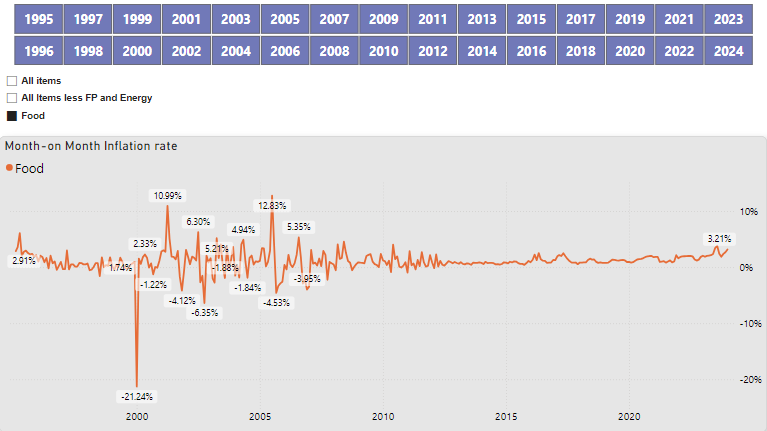 1995 1997 1999 2001 2003 2005 2007 2009 2011 2013 2015 2017 2019 2021 2023
1996 1998 2000 2002 2004 2006 2008 2010 2012 2014 2016 2018 2020 2022 2024
All items
All Items less FP and Energy
Food
Month-on Month Inflation rate
Food
10.99%
12.83%
10%
6.30%
4.94%
5.35%
3.21%
2.33%
5.21%
2.91%
1.74%
-1.88%
0%
-1.22%
-1.84%
-3.95%
-4.12%
-4.53%
-6.35%
-10%
-20%
-21.24%
2000 2005 2010 2015 2020